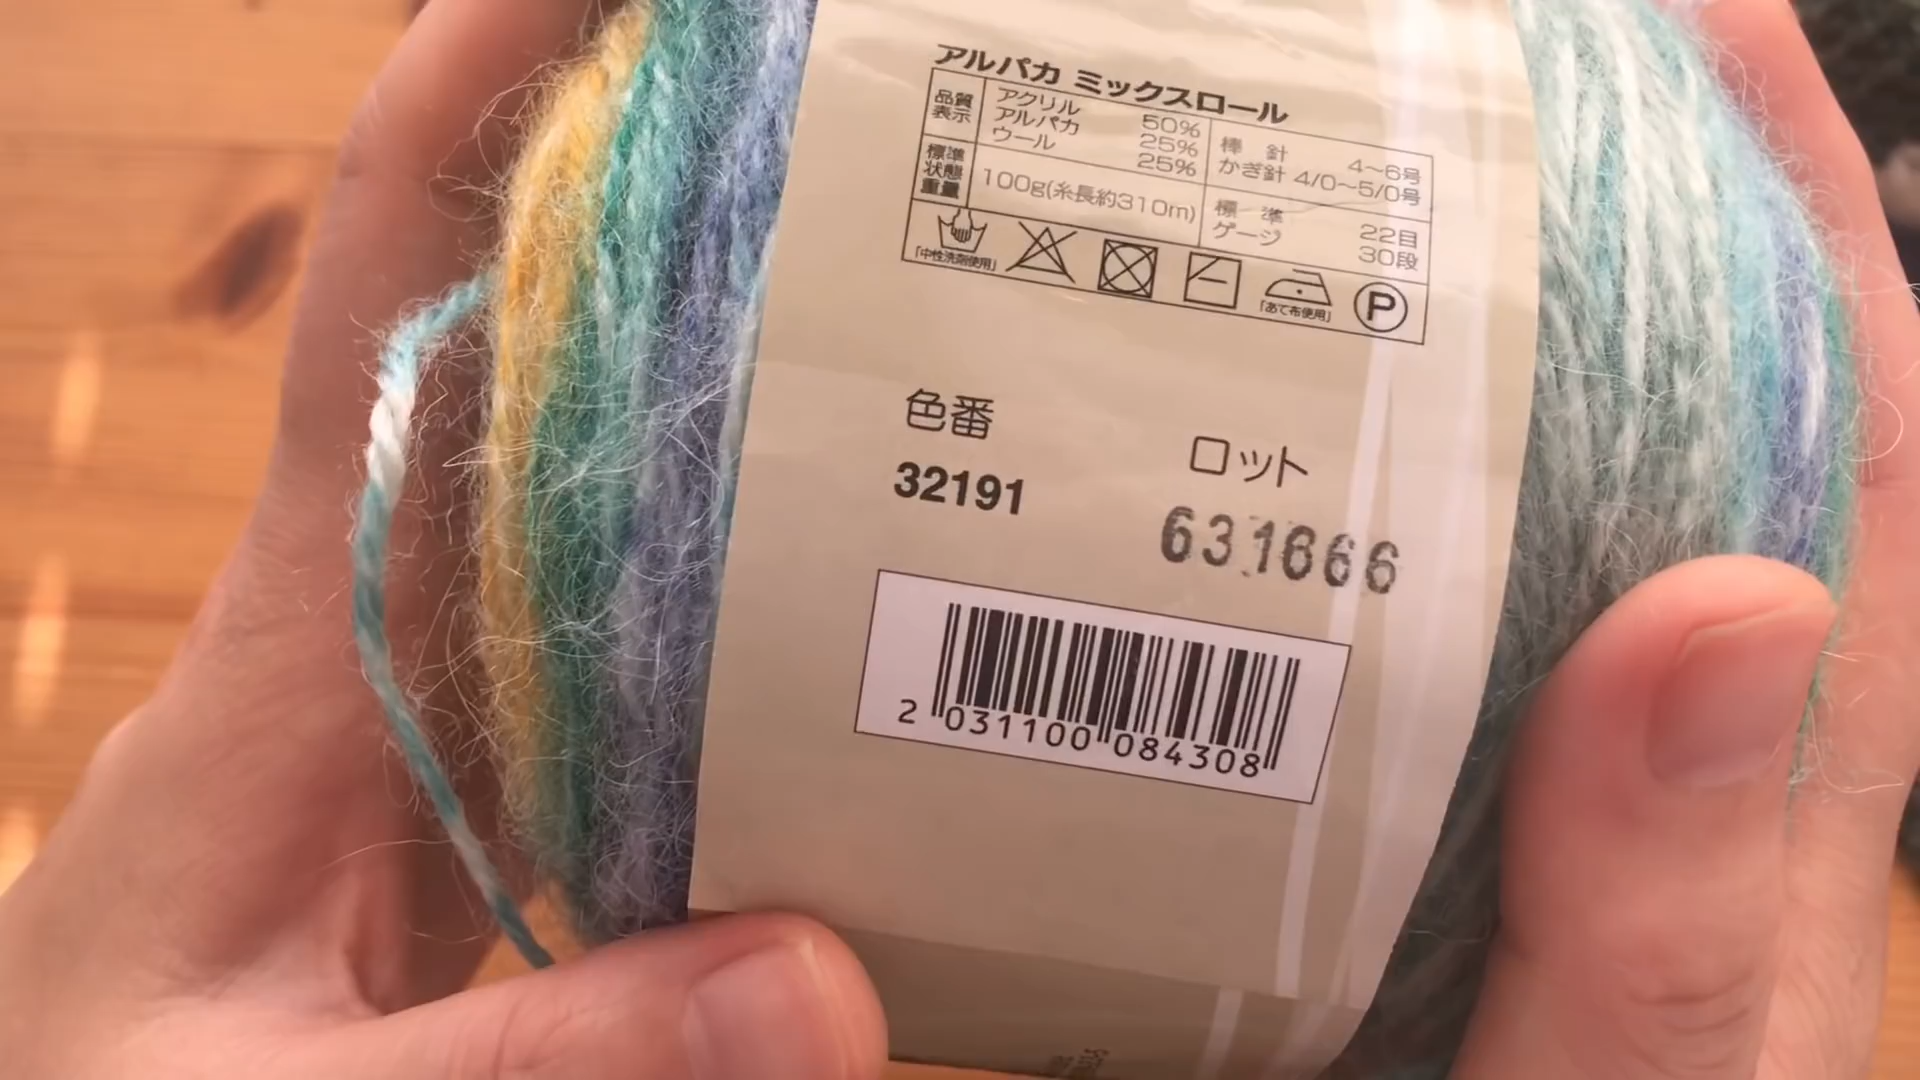 アルパカ ミックスロール
品質表示
アクリル 50%
アルパカ 25%
ウール 25%
棒針 4〜6号
かぎ針 4/0〜5/0号
標準状態重量
100g(糸長約310m)
標準ゲージ
22目
30段
「中性洗剤使用」
「あて布使用」
P
色番
32191
ロット
631666
2 031100 084308